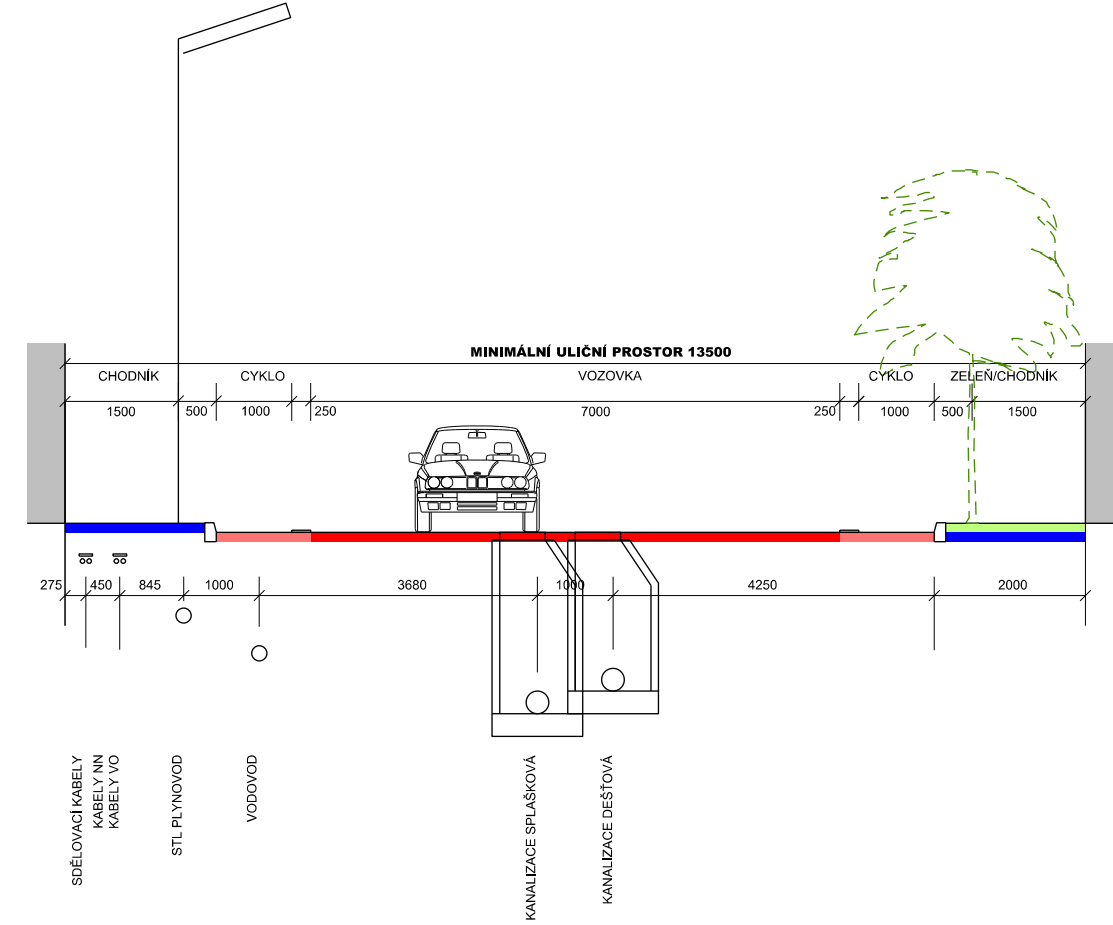 MINIMÁLNÍ ULIČNÍ PROSTOR 13500
CHODNÍK CYKLO VOZOVKA CYKLO ZELEŇ/CHODNÍK
1500 500 1000 250 7000 250 1000 500 1500
275 450 845 1000 3680 1000 4250 2000
SDĚLOVACÍ KABELY
KABELY NN
KABELY VO
STL PLYNOVOD
VODOVOD
KANALIZACE SPLAŠKOVÁ
KANALIZACE DEŠŤOVÁ